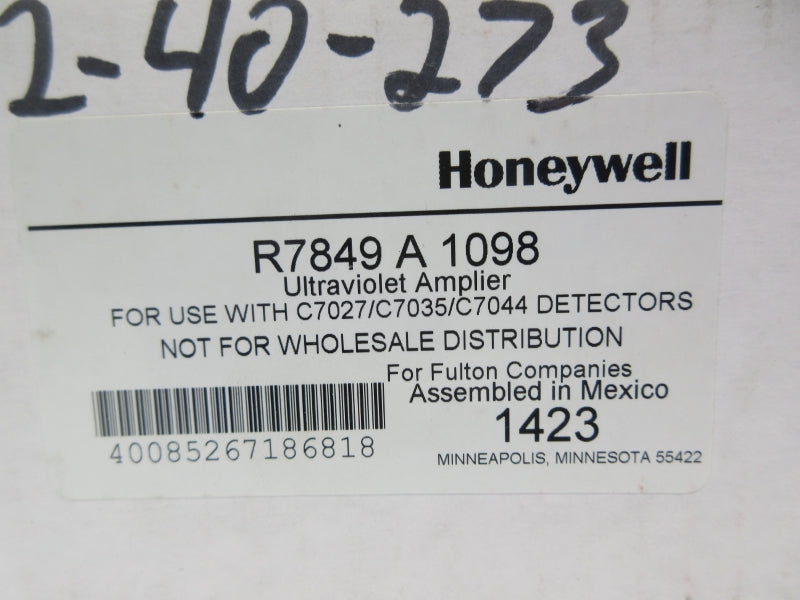 2-40-273
Honeywell
R7849 A 1098
Ultraviolet Amplier
FOR USE WITH C7027/C7035/C7044 DETECTORS
NOT FOR WHOLESALE DISTRIBUTION
For Fulton Companies
Assembled in Mexico
1423
40085267186818
MINNEAPOLIS, MINNESOTA 55422